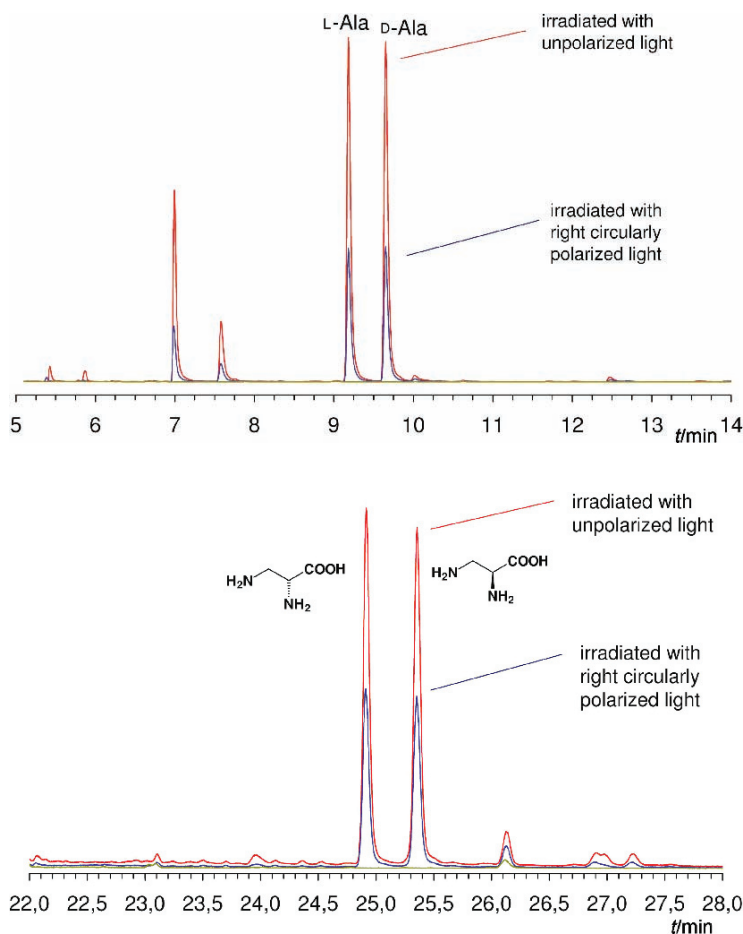 L-Ala D-Ala
irradiated with
unpolarized light
irradiated with
right circularly
polarized light
5 6 7 8 9 10 11 12 13 14
t/min
irradiated with
unpolarized light
H₂N COOH NH₂
H₂N COOH NH₂
irradiated with
right circularly
polarized light
22,0 22,5 23,0 23,5 24,0 24,5 25,0 25,5 26,0 26,5 27,0 27,5 28,0
t/min